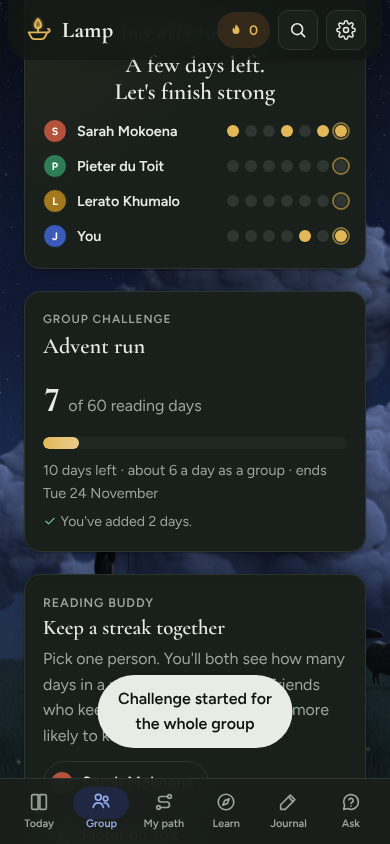 Lamp
0
A few days left.
Let's finish strong
S Sarah Mokoena
P Pieter du Toit
L Lerato Khumalo
J You
GROUP CHALLENGE
Advent run
7 of 60 reading days
10 days left · about 6 a day as a group · ends
Tue 24 November
✓ You've added 2 days.
READING BUDDY
Keep a streak together
Pick one person. You'll both see how many
days in a
who kee
more
likely to k
Challenge started for
the whole group
Today
Group
My path
Learn
Journal
Ask